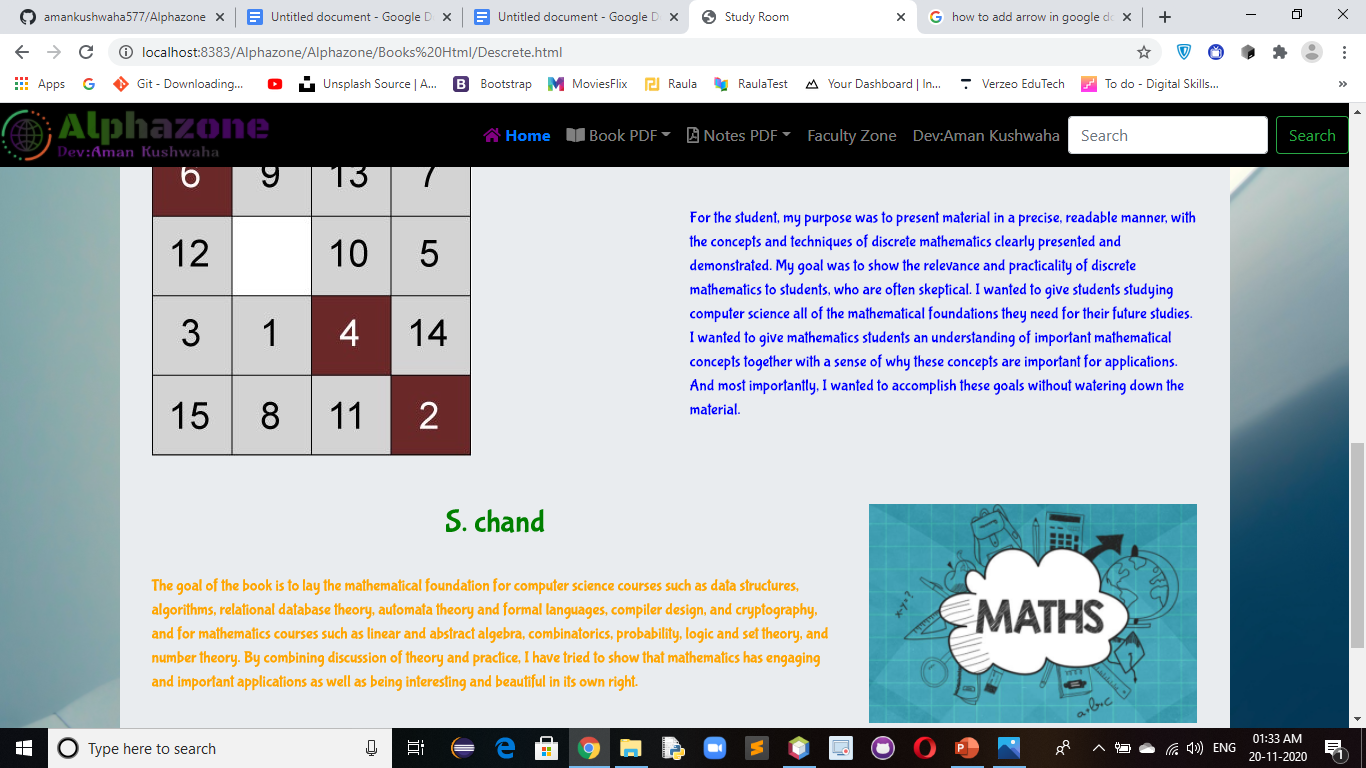 amankushwaha577/Alphazone
Untitled document - Google D
Untitled document - Google D
Study Room
how to add arrow in google do
localhost:8383/Alphazone/Alphazone/Books%20Html/Descrete.html
Apps
Git - Downloading...
Unsplash Source | A...
Bootstrap
MoviesFlix
Raula
RaulaTest
Your Dashboard | In...
Verzeo EduTech
To do - Digital Skills...
»
Alphazone
Dev:Aman Kushwaha
Home
Book PDF
Notes PDF
Faculty Zone
Dev:Aman Kushwaha
Search
Search
6 9 13 7
12 10 5
3 1 4 14
15 8 11 2
For the student, my purpose was to present material in a precise, readable manner, with
the concepts and techniques of discrete mathematics clearly presented and
demonstrated. My goal was to show the relevance and practicality of discrete
mathematics to students, who are often skeptical. I wanted to give students studying
computer science all of the mathematical foundations they need for their future studies.
I wanted to give mathematics students an understanding of important mathematical
concepts together with a sense of why these concepts are important for applications.
And most importantly, I wanted to accomplish these goals without watering down the
material.
S. chand
The goal of the book is to lay the mathematical foundation for computer science courses such as data structures,
algorithms, relational database theory, automata theory and formal languages, compiler design, and cryptography,
and for mathematics courses such as linear and abstract algebra, combinatorics, probability, logic and set theory, and
number theory. By combining discussion of theory and practice, I have tried to show that mathematics has engaging
and important applications as well as being interesting and beautiful in its own right.
x-y=?
MATHS
a+b=c
Type here to search
ENG
01:33 AM
20-11-2020
1